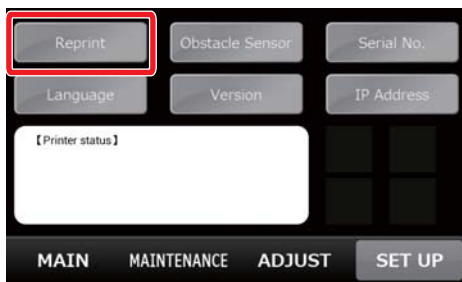 Reprint Obstacle Sensor Serial No.
Language Version IP Address
【Printer status】
MAIN MAINTENANCE ADJUST SET UP